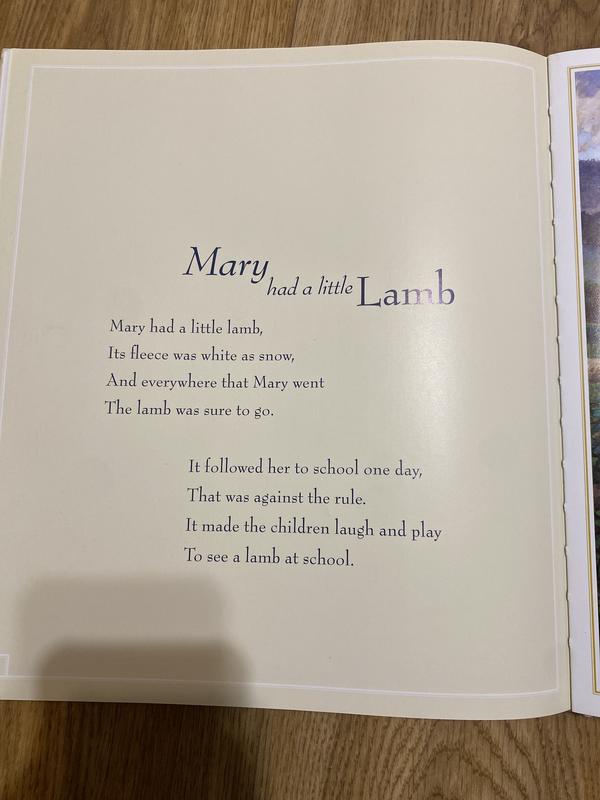 Mary had a little Lamb
Mary had a little lamb,
Its fleece was white as snow,
And everywhere that Mary went
The lamb was sure to go.
It followed her to school one day,
That was against the rule.
It made the children laugh and play
To see a lamb at school.